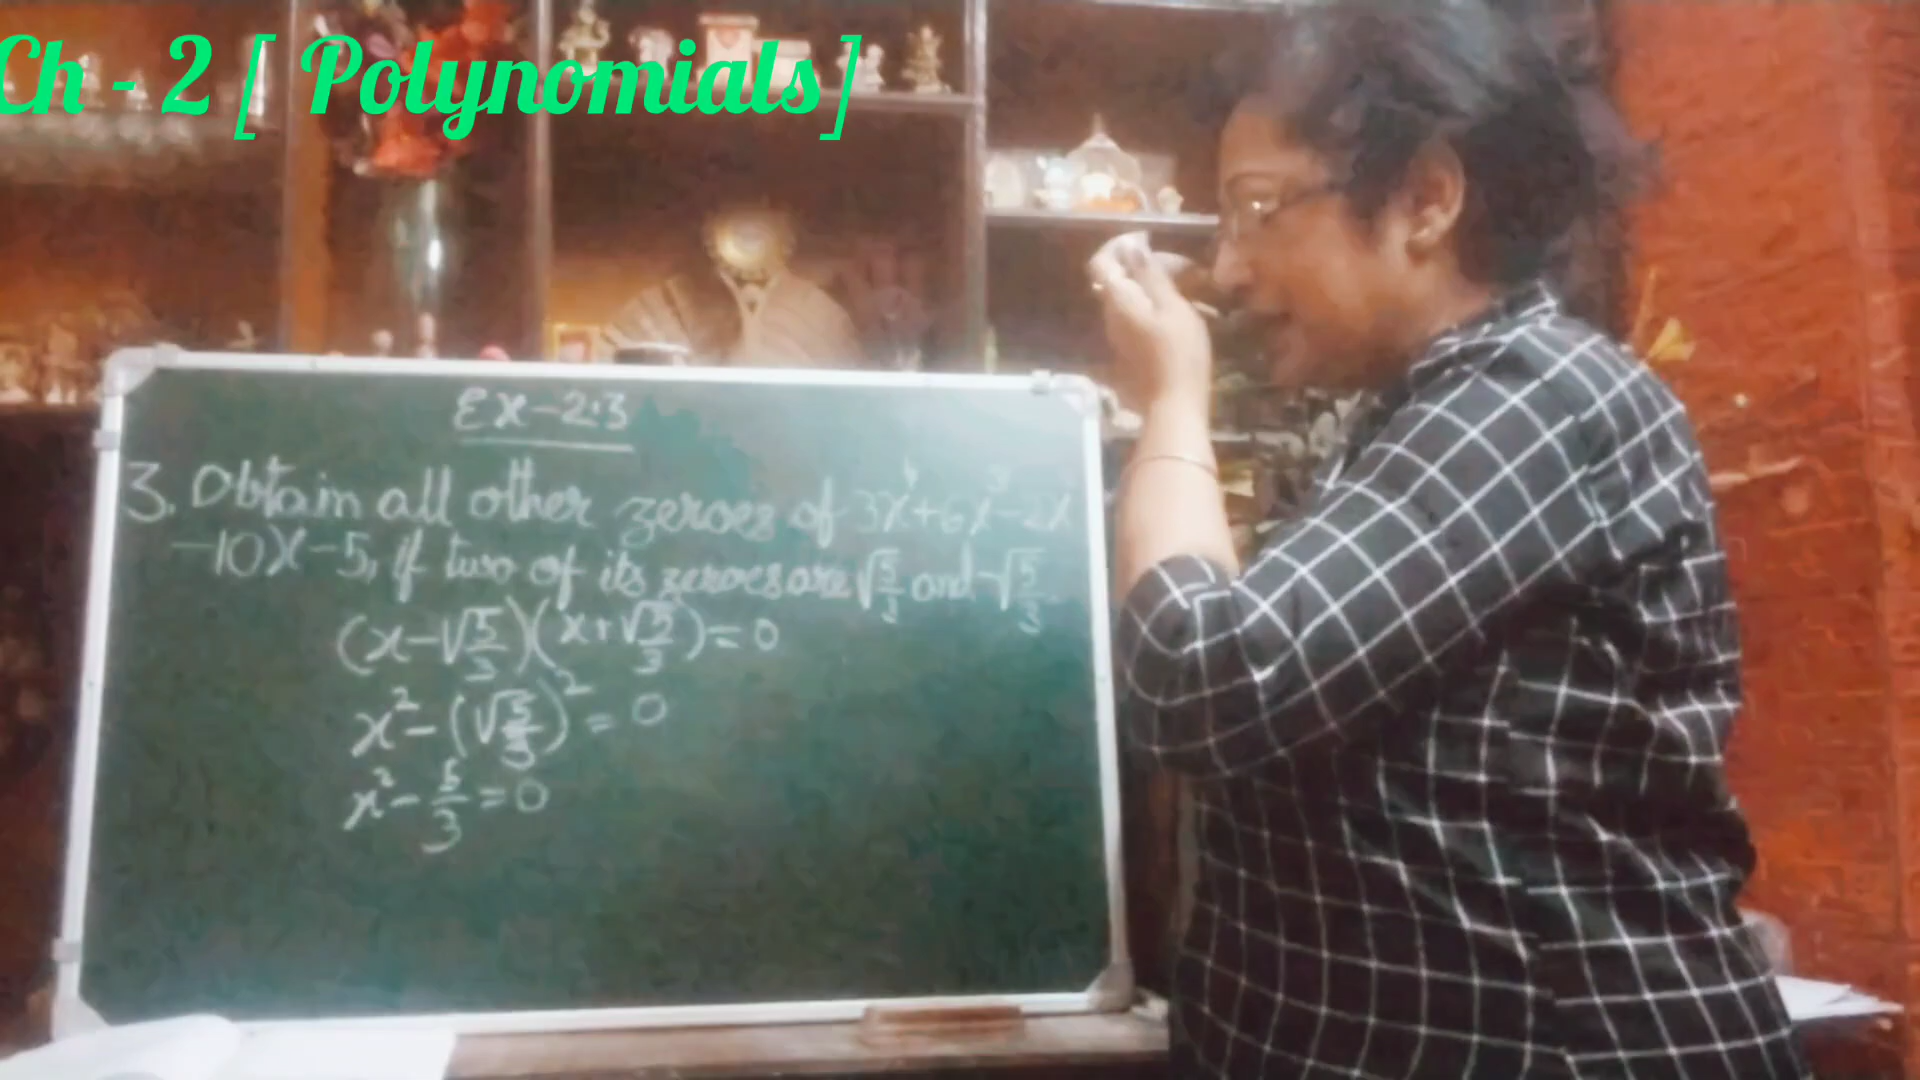 Ch - 2 [ Polynomials]
Ex-2.3
3. Obtain all other zeroes of 3x⁴+6x³-2x
-10x-5, if two of its zeroes are √5/3 and -√5/3.
(x-√5/3)(x+√5/3)=0
x²-(√5/3)²=0
x²-5/3=0